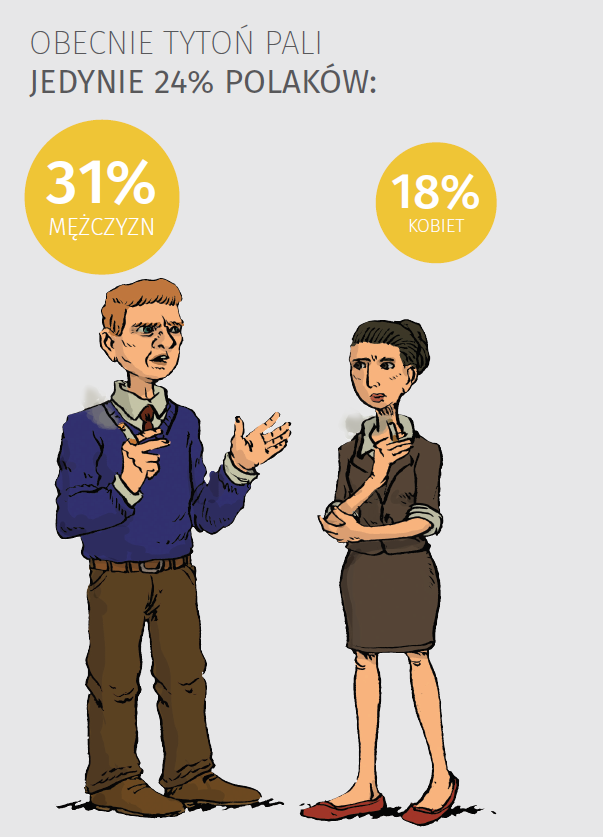 OBECNIE TYTOŃ PALI
JEDYNIE 24% POLAKÓW:
31%
MĘŻCZYZN
18%
KOBIET